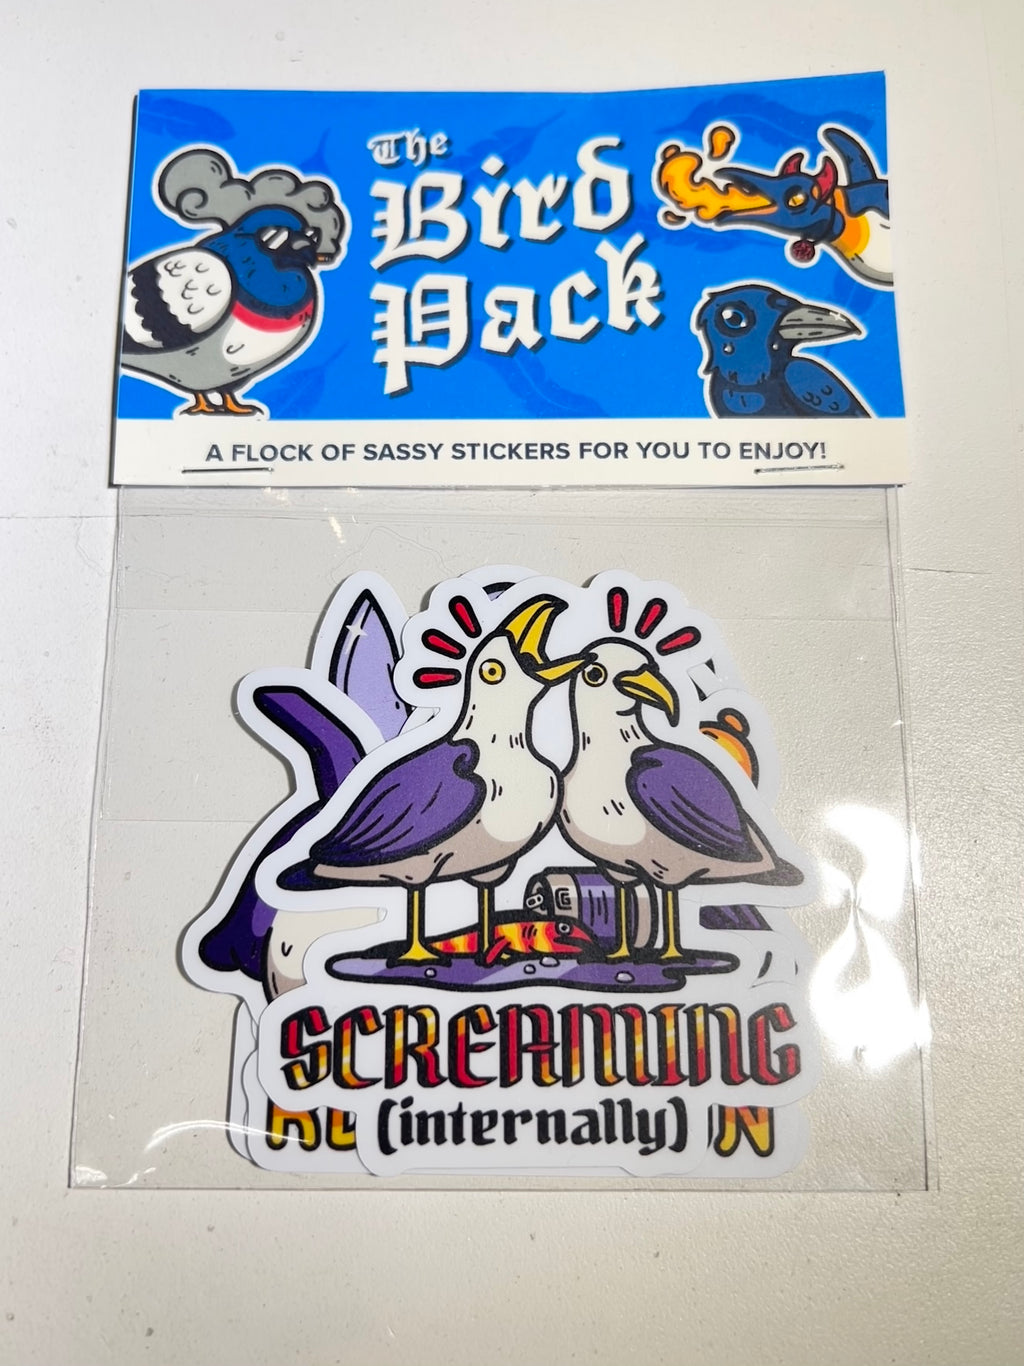 The
Bird
Pack
A FLOCK OF SASSY STICKERS FOR YOU TO ENJOY!
SCREAMING
(internally)